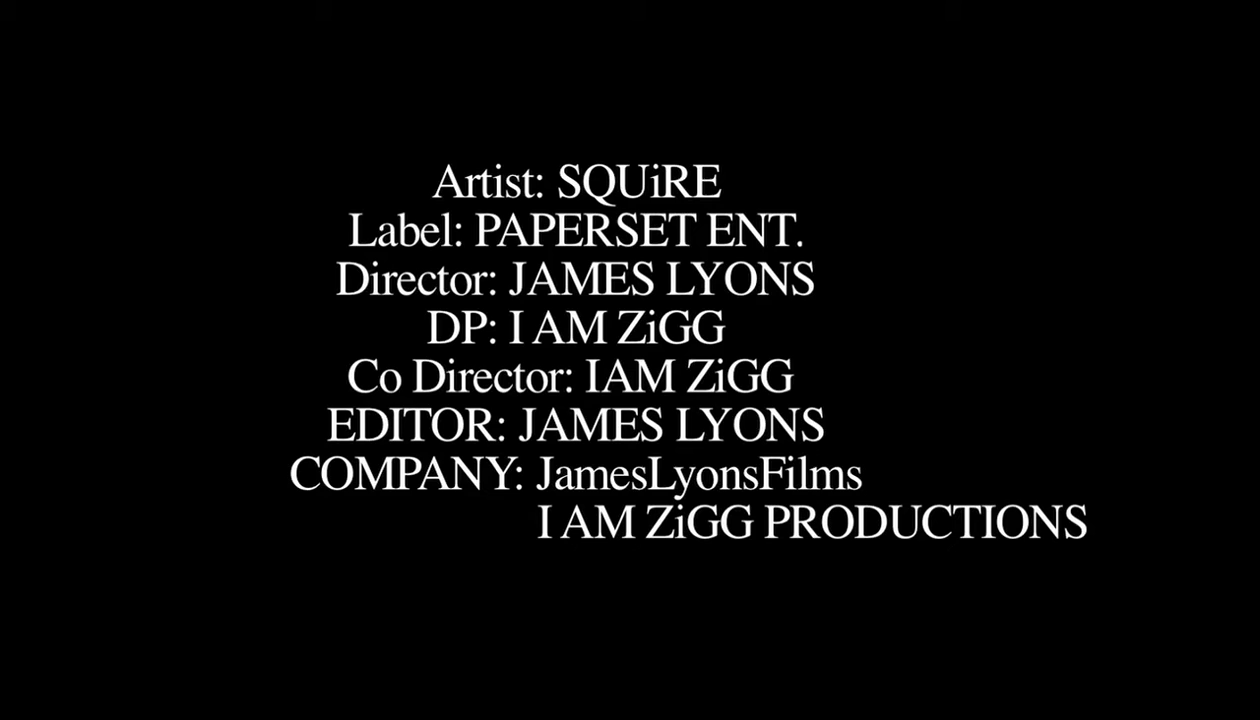 Artist: SQUiRE
Label: PAPERSET ENT.
Director: JAMES LYONS
DP: I AM ZiGG
Co Director: IAM ZiGG
EDITOR: JAMES LYONS
COMPANY: JamesLyonsFilms
I AM ZiGG PRODUCTIONS